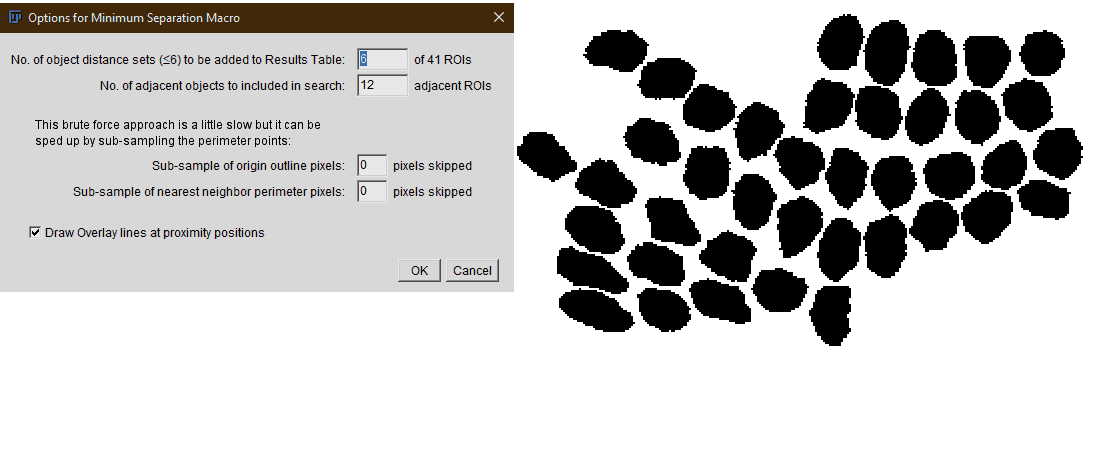 Options for Minimum Separation Macro
No. of object distance sets (≤6) to be added to Results Table: 6 of 41 ROIs
No. of adjacent objects to included in search: 12 adjacent ROIs
This brute force approach is a little slow but it can be
sped up by sub-sampling the perimeter points:
Sub-sample of origin outline pixels: 0 pixels skipped
Sub-sample of nearest neighbor perimeter pixels: 0 pixels skipped
Draw Overlay lines at proximity positions
OK Cancel